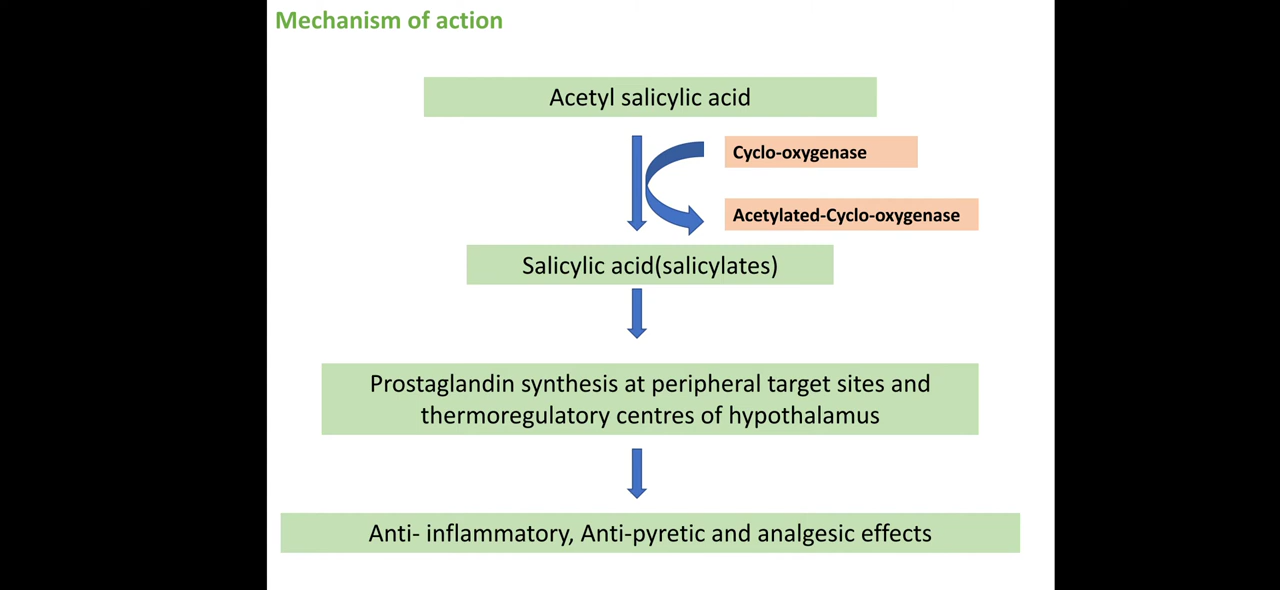 Mechanism of action
Acetyl salicylic acid
Cyclo-oxygenase
Acetylated-Cyclo-oxygenase
Salicylic acid(salicylates)
Prostaglandin synthesis at peripheral target sites and
thermoregulatory centres of hypothalamus
Anti- inflammatory, Anti-pyretic and analgesic effects